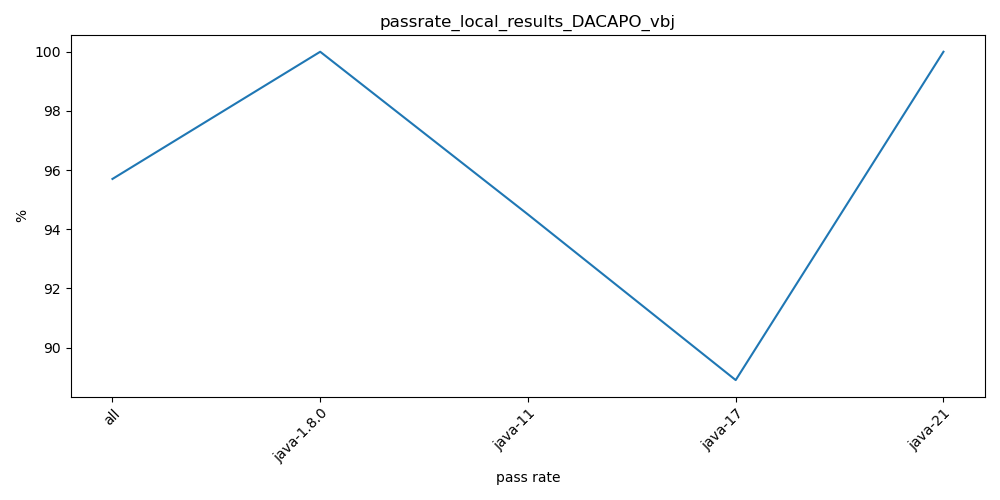 passrate_local_results_DACAPO_vbj
100
98
96
94
92
90
%
all
java-1.8.0
java-11
java-17
java-21
pass rate